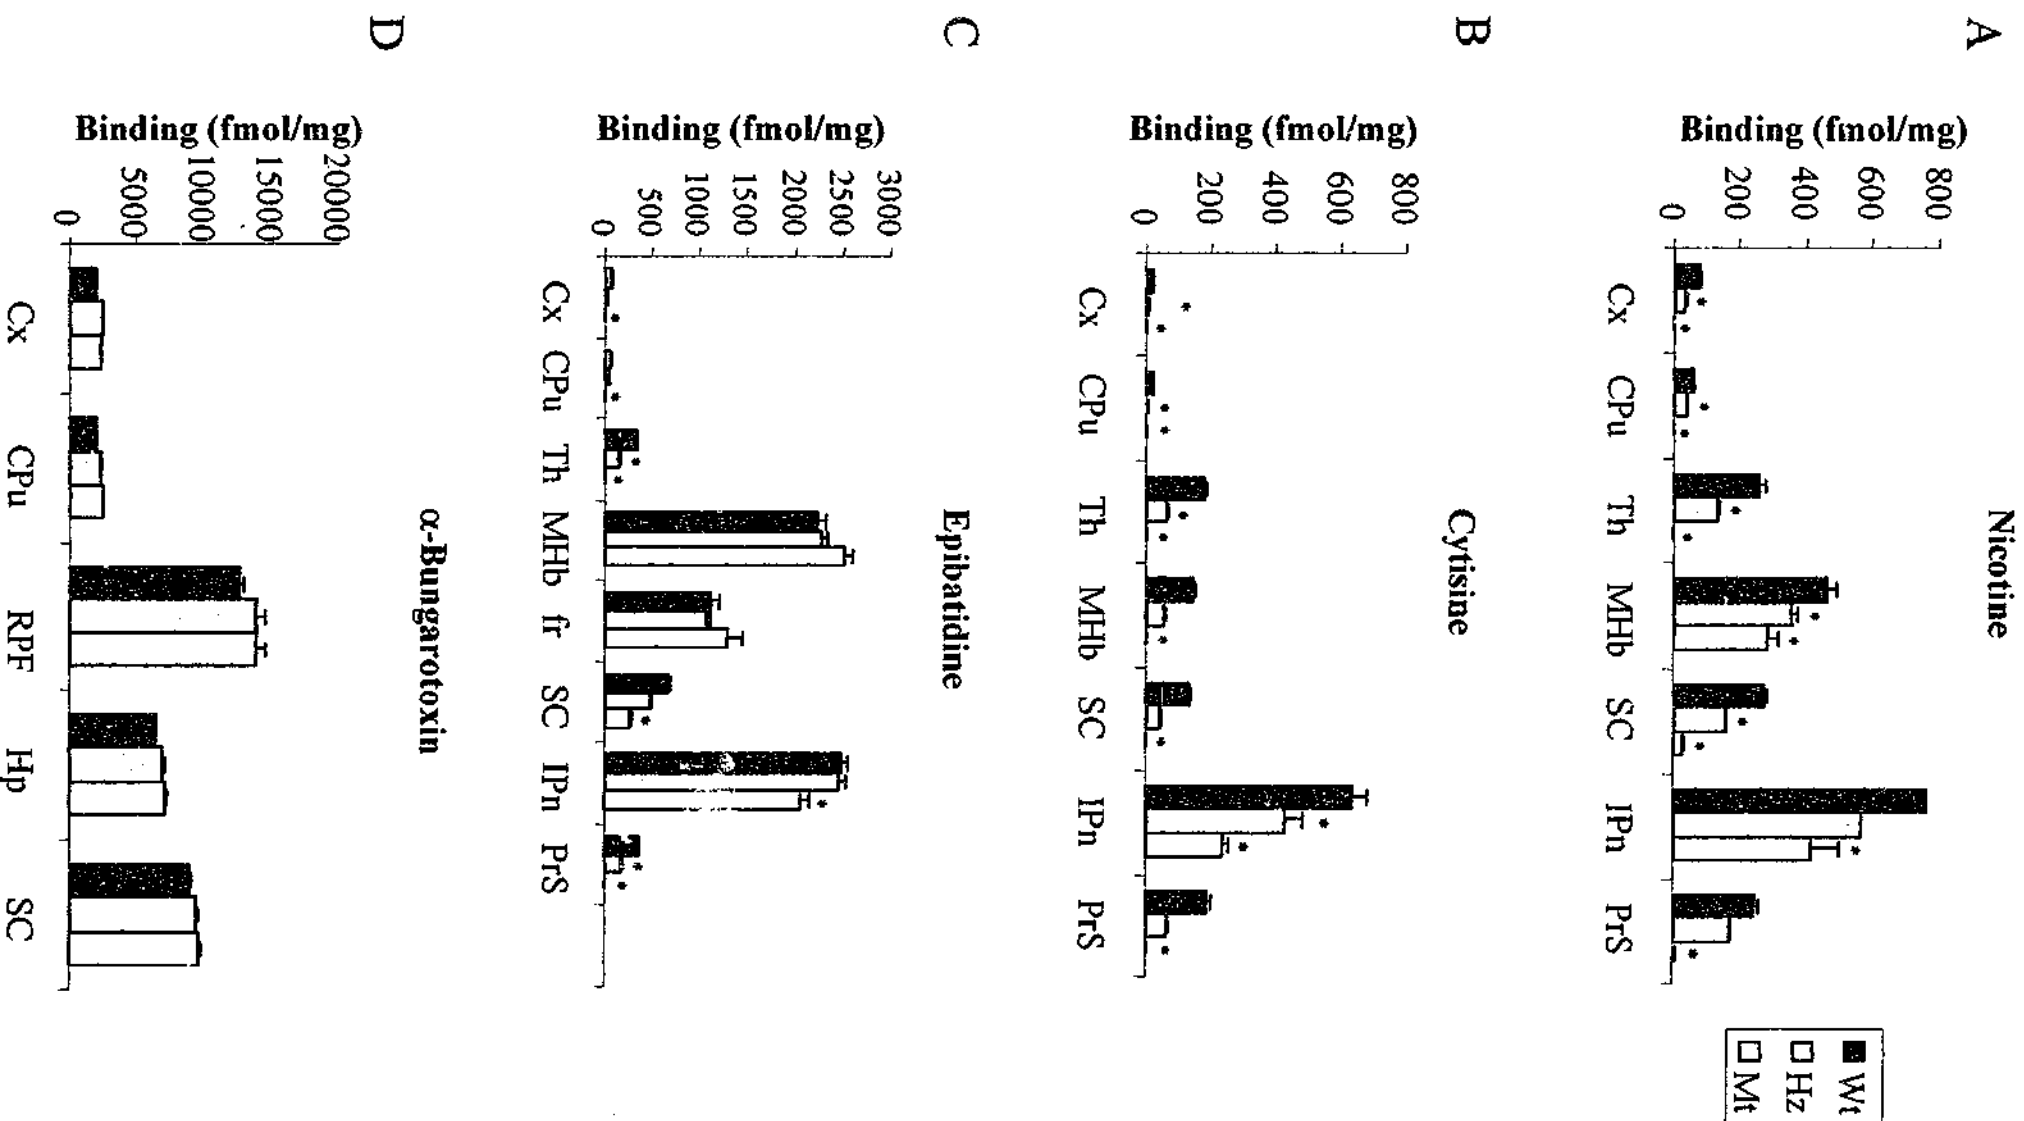 A
Nicotine
Binding (fmol/mg)
800
600
400
200
0
* * * * * * * * * * * *
Cx CPu Th MHb SC IPn PrS
Wt
Hz
Mt
B
Cytisine
Binding (fmol/mg)
800
600
400
200
0
* * * * * * * * * * *
Cx CPu Th MHb SC IPn PrS
C
Epibatidine
Binding (fmol/mg)
3000
2500
2000
1500
1000
500
0
* * * * * * * *
Cx CPu Th MHb fr SC IPn PrS
D
α-Bungarotoxin
Binding (fmol/mg)
20000
15000
10000
5000
0
Cx CPu RPF Hp SC